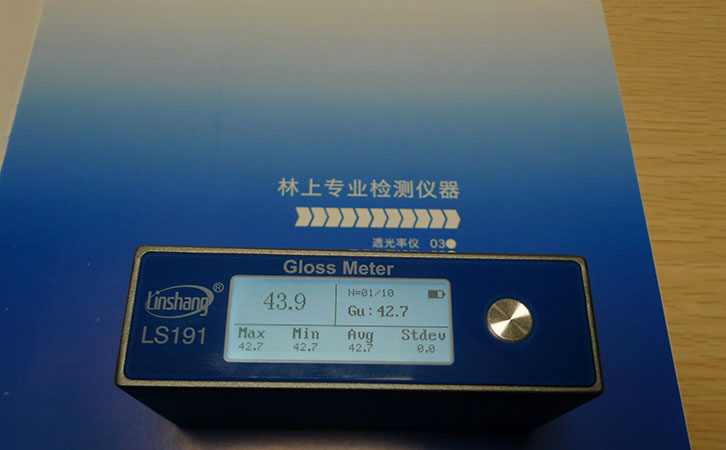 林上专业检测仪器
透光率仪 03
Gloss Meter
Linshang®
LS191
43.9
N=01/10
Gu:42.7
Max Min Avg Stdev
42.7 42.7 42.7 0.0